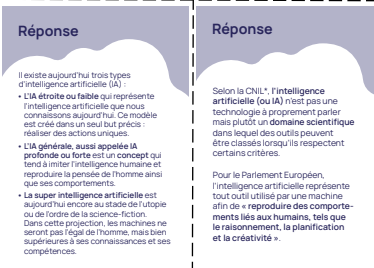 Réponse
Il existe aujourd'hui trois types
d'intelligence artificielle (IA) :
• L'IA étroite ou faible qui représente
l'intelligence artificielle que nous
connaissons aujourd'hui. Ce modèle
est créé dans un seul but précis :
réaliser des actions uniques.
• L'IA générale, aussi appelée IA
profonde ou forte est un concept qui
tend à imiter l'intelligence humaine et
reproduire la pensée de l'homme ainsi
que ses comportements.
• La super intelligence artificielle est
aujourd'hui encore au stade de l'utopie
ou de l'ordre de la science-fiction.
Dans cette projection, les machines ne
seront pas l'égal de l'homme, mais bien
supérieures à ses connaissances et ses
compétences.
Réponse
Selon la CNIL*, l'intelligence
artificielle (ou IA) n'est pas une
technologie à proprement parler
mais plutôt un domaine scientifique
dans lequel des outils peuvent
être classés lorsqu'ils respectent
certains critères.
Pour le Parlement Européen,
l'intelligence artificielle représente
tout outil utilisé par une machine
afin de « reproduire des comporte-
ments liés aux humains, tels que
le raisonnement, la planification
et la créativité ».